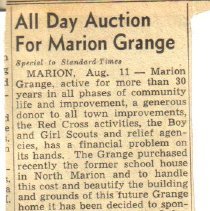 All Day Auction
For Marion Grange
Special to Standard-Times
MARION, Aug. 11 — Marion
Grange, active for more than 30
years in all phases of community
life and improvement, a generous
donor to all town improvements,
the Red Cross activities, the Boy
and Girl Scouts and relief agen-
cies, has a financial problem on
its hands. The Grange purchased
recently the former school house
in North Marion and to handle
this cost and beautify the building
and grounds of this future Grange
home it has been decided to spon-